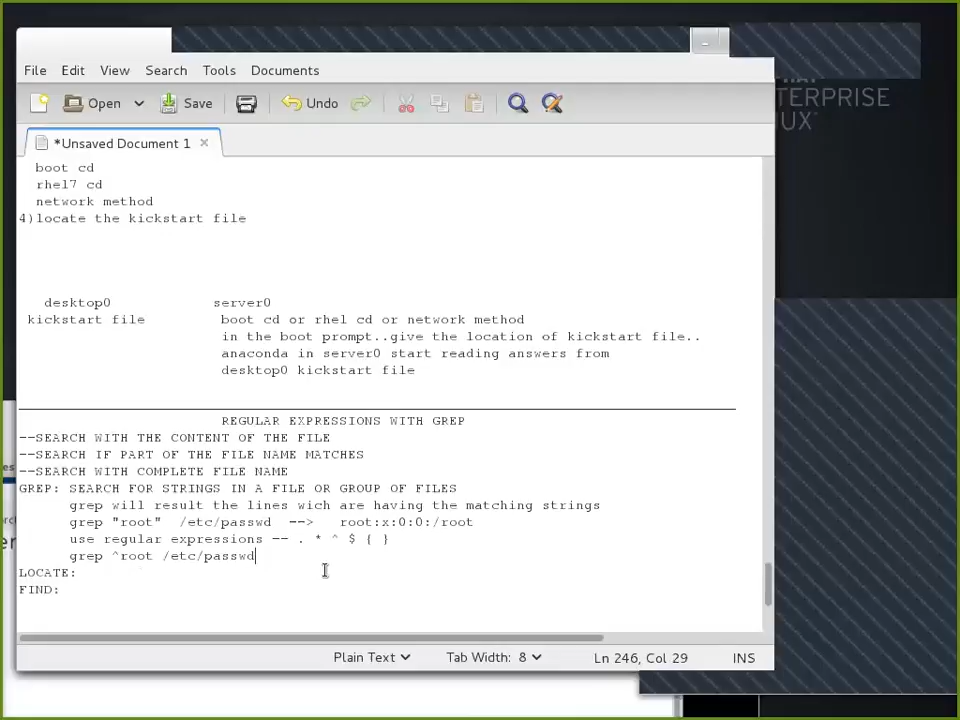 HAT
TERPRISE
UX™
File Edit View Search Tools Documents
Open Save Undo
*Unsaved Document 1
boot cd
rhel7 cd
network method
4)locate the kickstart file
desktop0 server0
kickstart file boot cd or rhel cd or network method
in the boot prompt..give the location of kickstart file..
anaconda in server0 start reading answers from
desktop0 kickstart file
REGULAR EXPRESSIONS WITH GREP
--SEARCH WITH THE CONTENT OF THE FILE
--SEARCH IF PART OF THE FILE NAME MATCHES
--SEARCH WITH COMPLETE FILE NAME
GREP: SEARCH FOR STRINGS IN A FILE OR GROUP OF FILES
grep will result the lines wich are having the matching strings
grep "root" /etc/passwd --> root:x:0:0:/root
use regular expressions -- . * ^ $ { }
grep ^root /etc/passwd
LOCATE:
FIND:
Plain Text Tab Width: 8 Ln 246, Col 29 INS